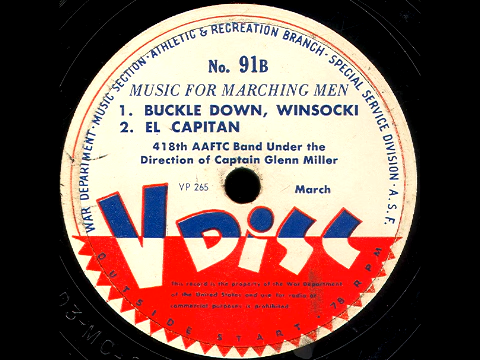 WAR DEPARTMENT - MUSIC SECTION - ATHLETIC & RECREATION BRANCH - SPECIAL SERVICE DIVISION - A.S.F.
No. 91B
MUSIC FOR MARCHING MEN
1. BUCKLE DOWN, WINSOCKI
2. EL CAPITAN
418th AAFTC Band Under the
Direction of Captain Glenn Miller
VP 265
March
V DISC
This record is the property of the War Department
of the United States and use for radio or
commercial purposes is prohibited.
OUTSIDE START 78 RPM